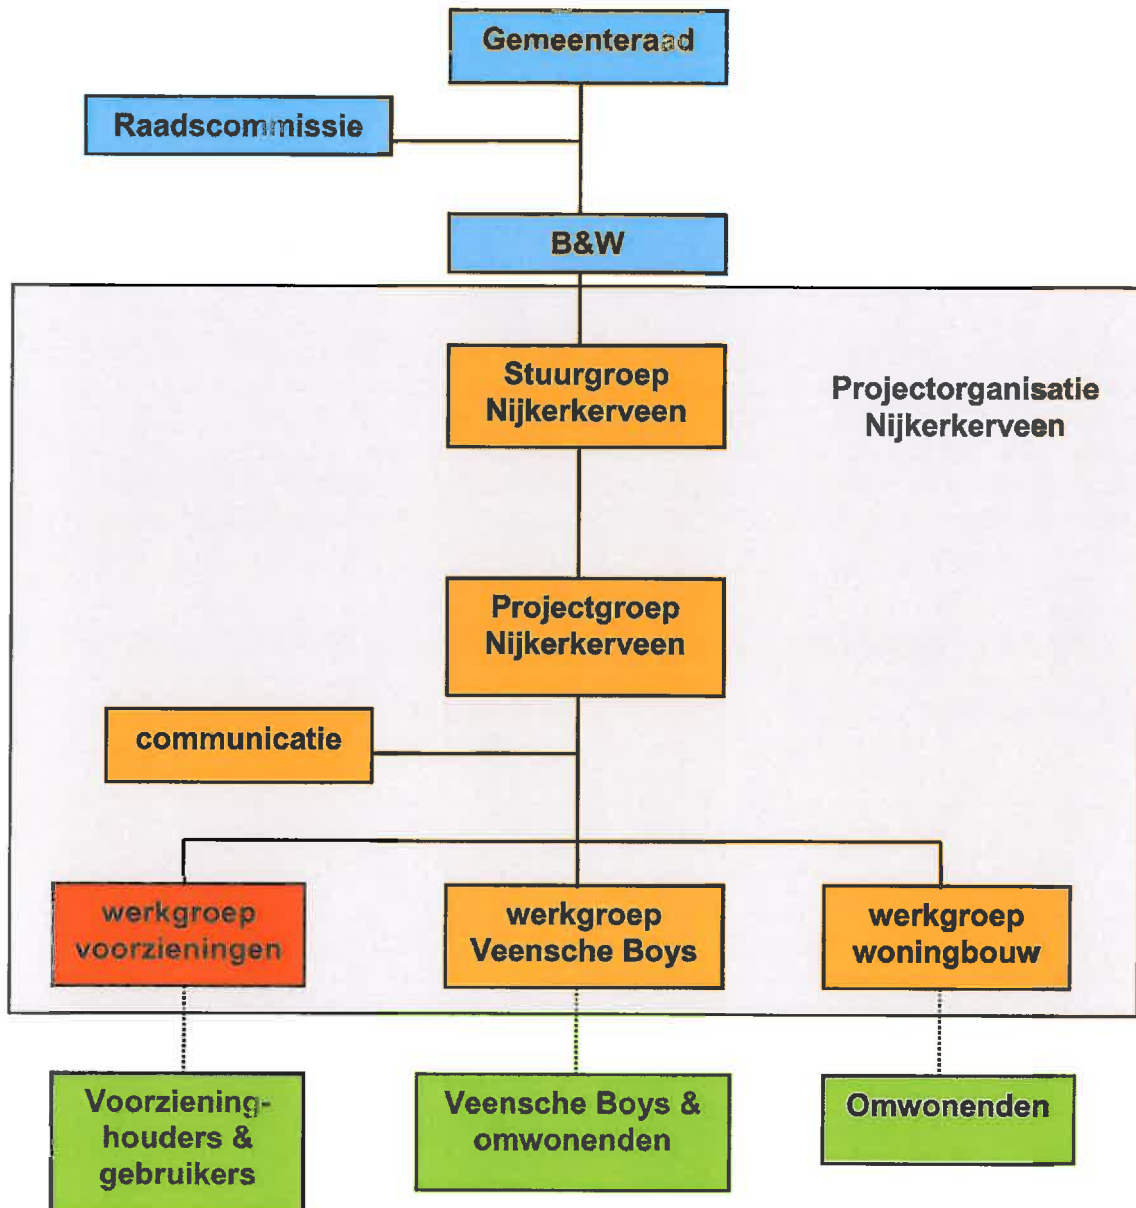 Gemeenteraad
Raadscommissie
B&W
Stuurgroep
Nijkerkerveen
Projectorganisatie
Nijkerkerveen
Projectgroep
Nijkerkerveen
communicatie
werkgroep
voorzieningen
werkgroep
Veensche Boys
werkgroep
woningbouw
Voorziening-
houders &
gebruikers
Veensche Boys &
omwonenden
Omwonenden